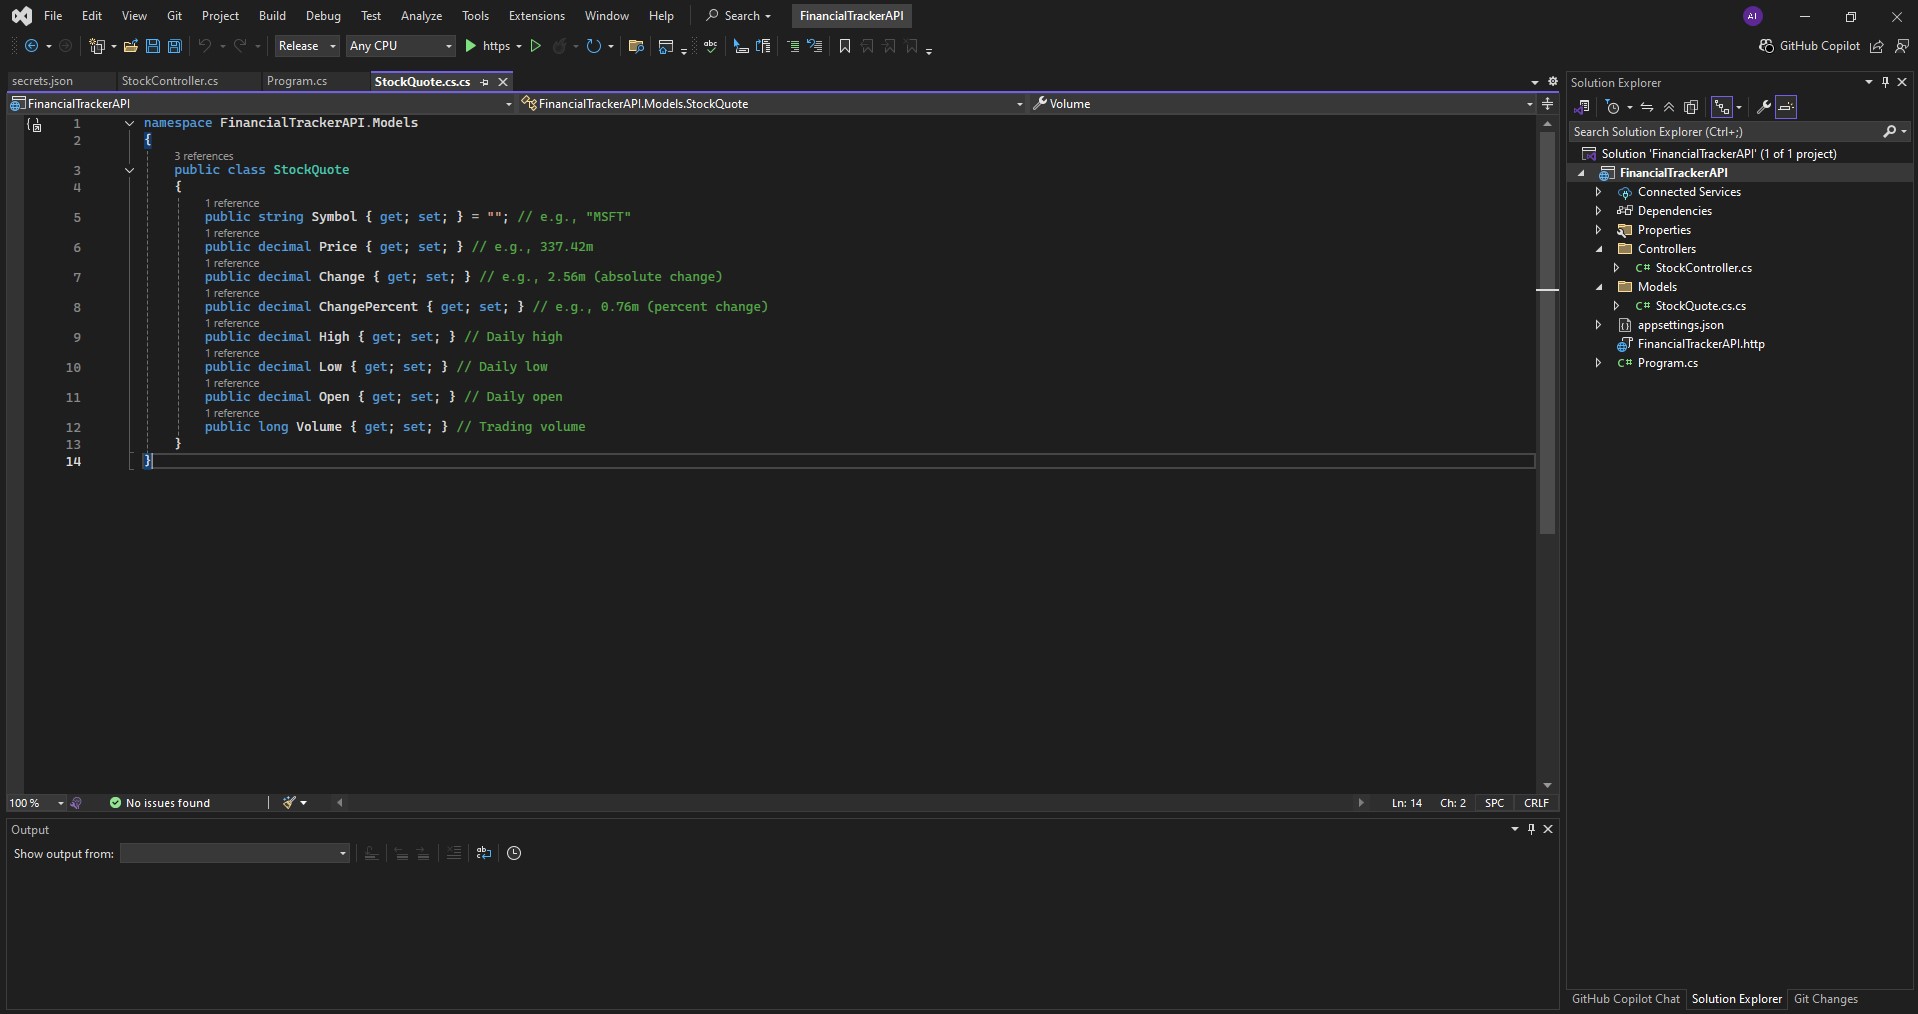 File Edit View Git Project Build Debug Test Analyze Tools Extensions Window Help Search FinancialTrackerAPI AI
Release Any CPU https GitHub Copilot
secrets.json StockController.cs Program.cs StockQuote.cs.cs
FinancialTrackerAPI FinancialTrackerAPI.Models.StockQuote Volume
1 namespace FinancialTrackerAPI.Models
2 {
3 references
3 public class StockQuote
4 {
1 reference
5 public string Symbol { get; set; } = ""; // e.g., "MSFT"
1 reference
6 public decimal Price { get; set; } // e.g., 337.42m
1 reference
7 public decimal Change { get; set; } // e.g., 2.56m (absolute change)
1 reference
8 public decimal ChangePercent { get; set; } // e.g., 0.76m (percent change)
1 reference
9 public decimal High { get; set; } // Daily high
1 reference
10 public decimal Low { get; set; } // Daily low
1 reference
11 public decimal Open { get; set; } // Daily open
1 reference
12 public long Volume { get; set; } // Trading volume
13 }
14 }
100 % No issues found Ln: 14 Ch: 2 SPC CRLF
Output
Show output from:
Solution Explorer
Search Solution Explorer (Ctrl+;)
Solution 'FinancialTrackerAPI' (1 of 1 project)
FinancialTrackerAPI
Connected Services
Dependencies
Properties
Controllers
C# StockController.cs
Models
C# StockQuote.cs.cs
appsettings.json
FinancialTrackerAPI.http
C# Program.cs
GitHub Copilot Chat Solution Explorer Git Changes